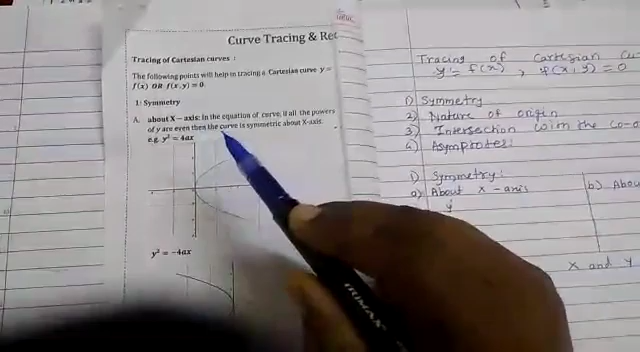 Curve Tracing &
Tracing of Cartesian curves :
The following points will help in tracing a Cartesian curve y =
f(x) OR f(x,y) = 0.
1: Symmetry
A. about X – axis: In the equation of curve, if all the powers
of y are even then the curve is symmetric about X-axis.
e.g. y² = 4ax
y² = −4ax
Tracing of Cartesian
y = f(x) , f(x,y) = 0
1) Symmetry
2) Nature of origin
3) Intersection with the co-o
4) Asymptotes:
1) Symmetry:
a) About x-axis
b) Abou
y
x and y